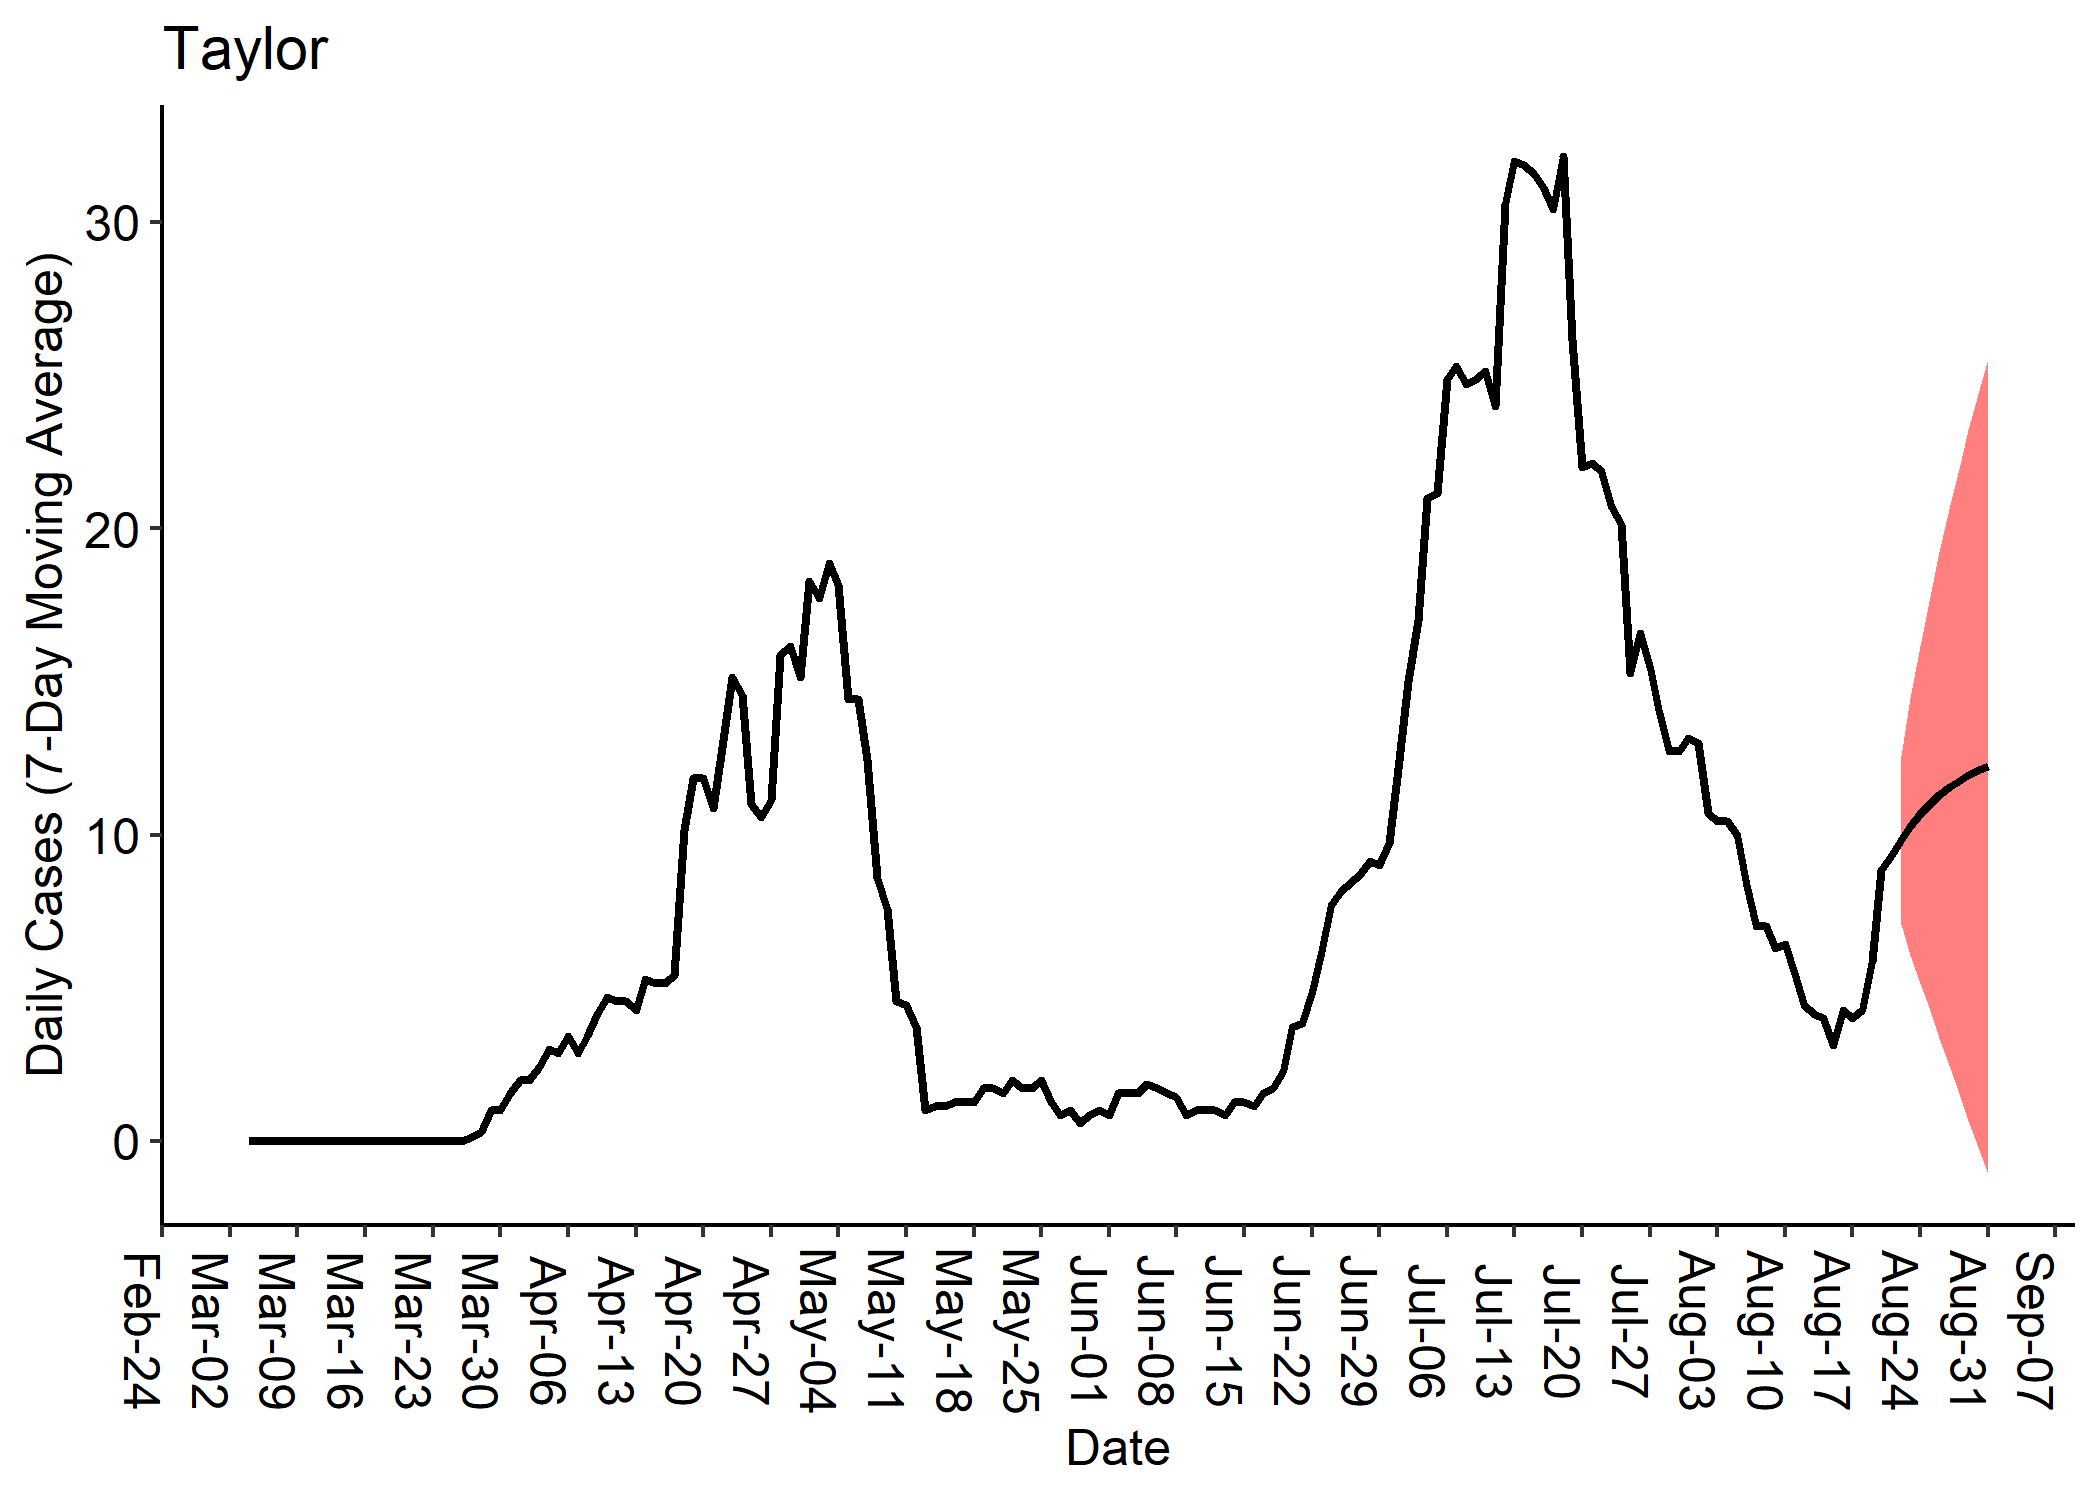 Taylor
Daily Cases (7-Day Moving Average)
30
20
10
0
Feb-24
Mar-02
Mar-09
Mar-16
Mar-23
Mar-30
Apr-06
Apr-13
Apr-20
Apr-27
May-04
May-11
May-18
May-25
Jun-01
Jun-08
Jun-15
Jun-22
Jun-29
Jul-06
Jul-13
Jul-20
Jul-27
Aug-03
Aug-10
Aug-17
Aug-24
Aug-31
Sep-07
Date